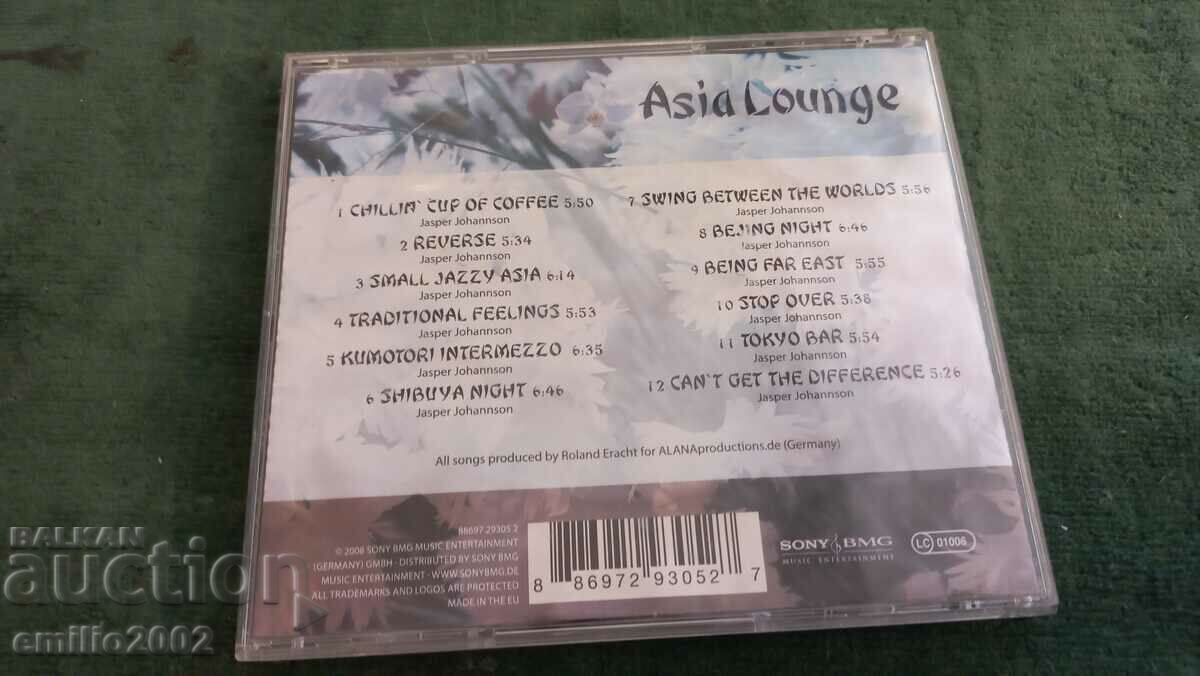 Asia Lounge
1 CHILLIN` CUP OF COFFEE 5:50
Jasper Johannson
2 REVERSE 5:34
Jasper Johannson
3 SMALL JAZZY ASIA 6:14
Jasper Johannson
4 TRADITIONAL FEELINGS 5:53
Jasper Johannson
5 KUMOTORI INTERMEZZO 6:35
Jasper Johannson
6 SHIBUYA NIGHT 6:46
Jasper Johannson
7 SWING BETWEEN THE WORLDS 5:56
Jasper Johannson
8 BEJING NIGHT 6:46
Jasper Johannson
9 BEING FAR EAST 5:55
Jasper Johannson
10 STOP OVER 5:38
Jasper Johannson
11 TOKYO BAR 5:54
Jasper Johannson
12 CAN`T GET THE DIFFERENCE 5:26
Jasper Johannson
All songs produced by Roland Eracht for ALANAproductions.de (Germany)
88697 29305 2
© 2008 SONY BMG MUSIC ENTERTAINMENT
(GERMANY) GMBH · DISTRIBUTED BY SONY BMG
MUSIC ENTERTAINMENT · WWW.SONYBMG.DE
ALL TRADEMARKS AND LOGOS ARE PROTECTED
MADE IN THE EU
8 86972 93052 7
SONY BMG
MUSIC ENTERTAINMENT
LC 01006
BALKAN
auction
emilio2002